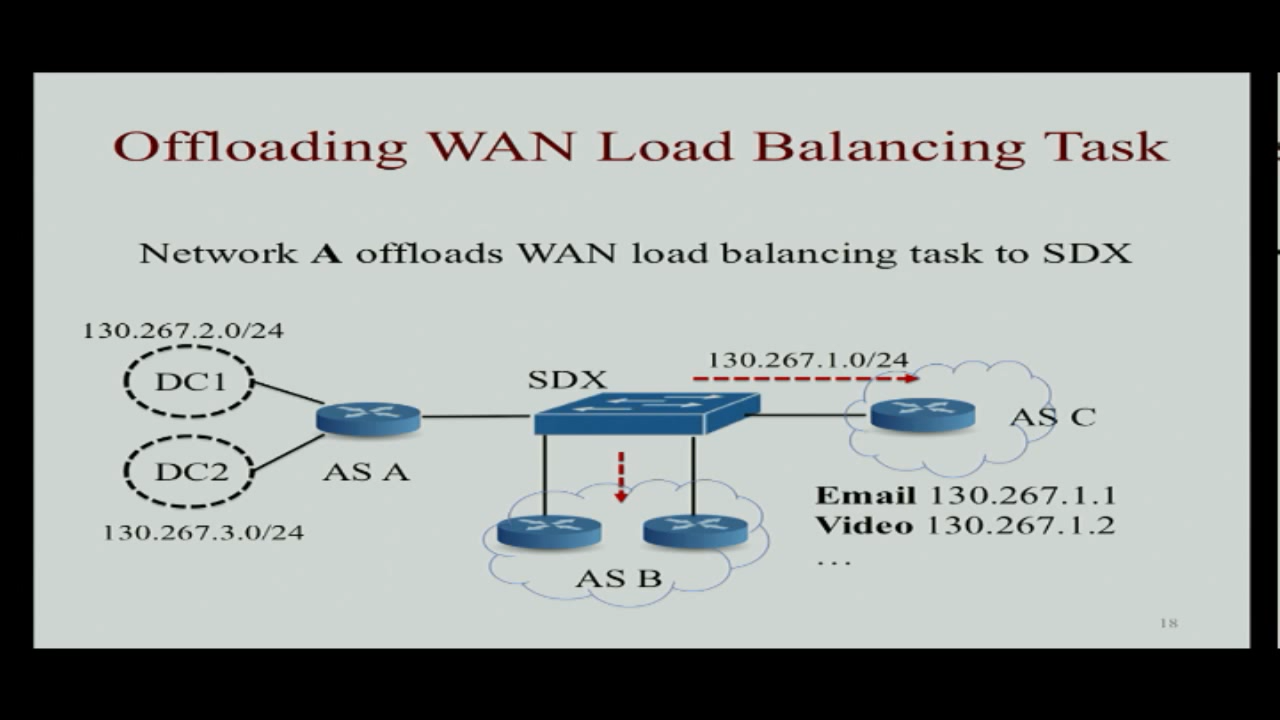 Offloading WAN Load Balancing Task
Network A offloads WAN load balancing task to SDX
130.267.2.0/24
DC1
DC2
130.267.3.0/24
AS A
SDX
130.267.1.0/24
AS C
AS B
Email 130.267.1.1
Video 130.267.1.2
...
18